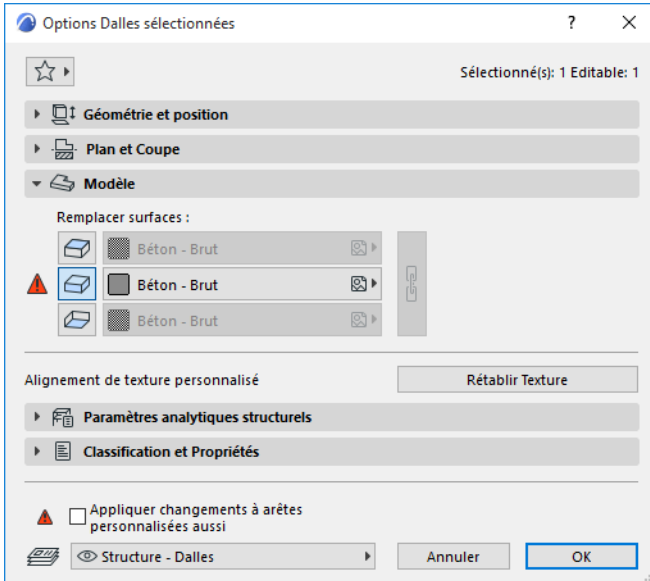 Options Dalles sélectionnées
Sélectionné(s): 1 Editable: 1
Géométrie et position
Plan et Coupe
Modèle
Remplacer surfaces :
Béton - Brut
Béton - Brut
Béton - Brut
Alignement de texture personnalisé
Rétablir Texture
Paramètres analytiques structurels
Classification et Propriétés
Appliquer changements à arêtes
personnalisées aussi
Structure - Dalles
Annuler
OK